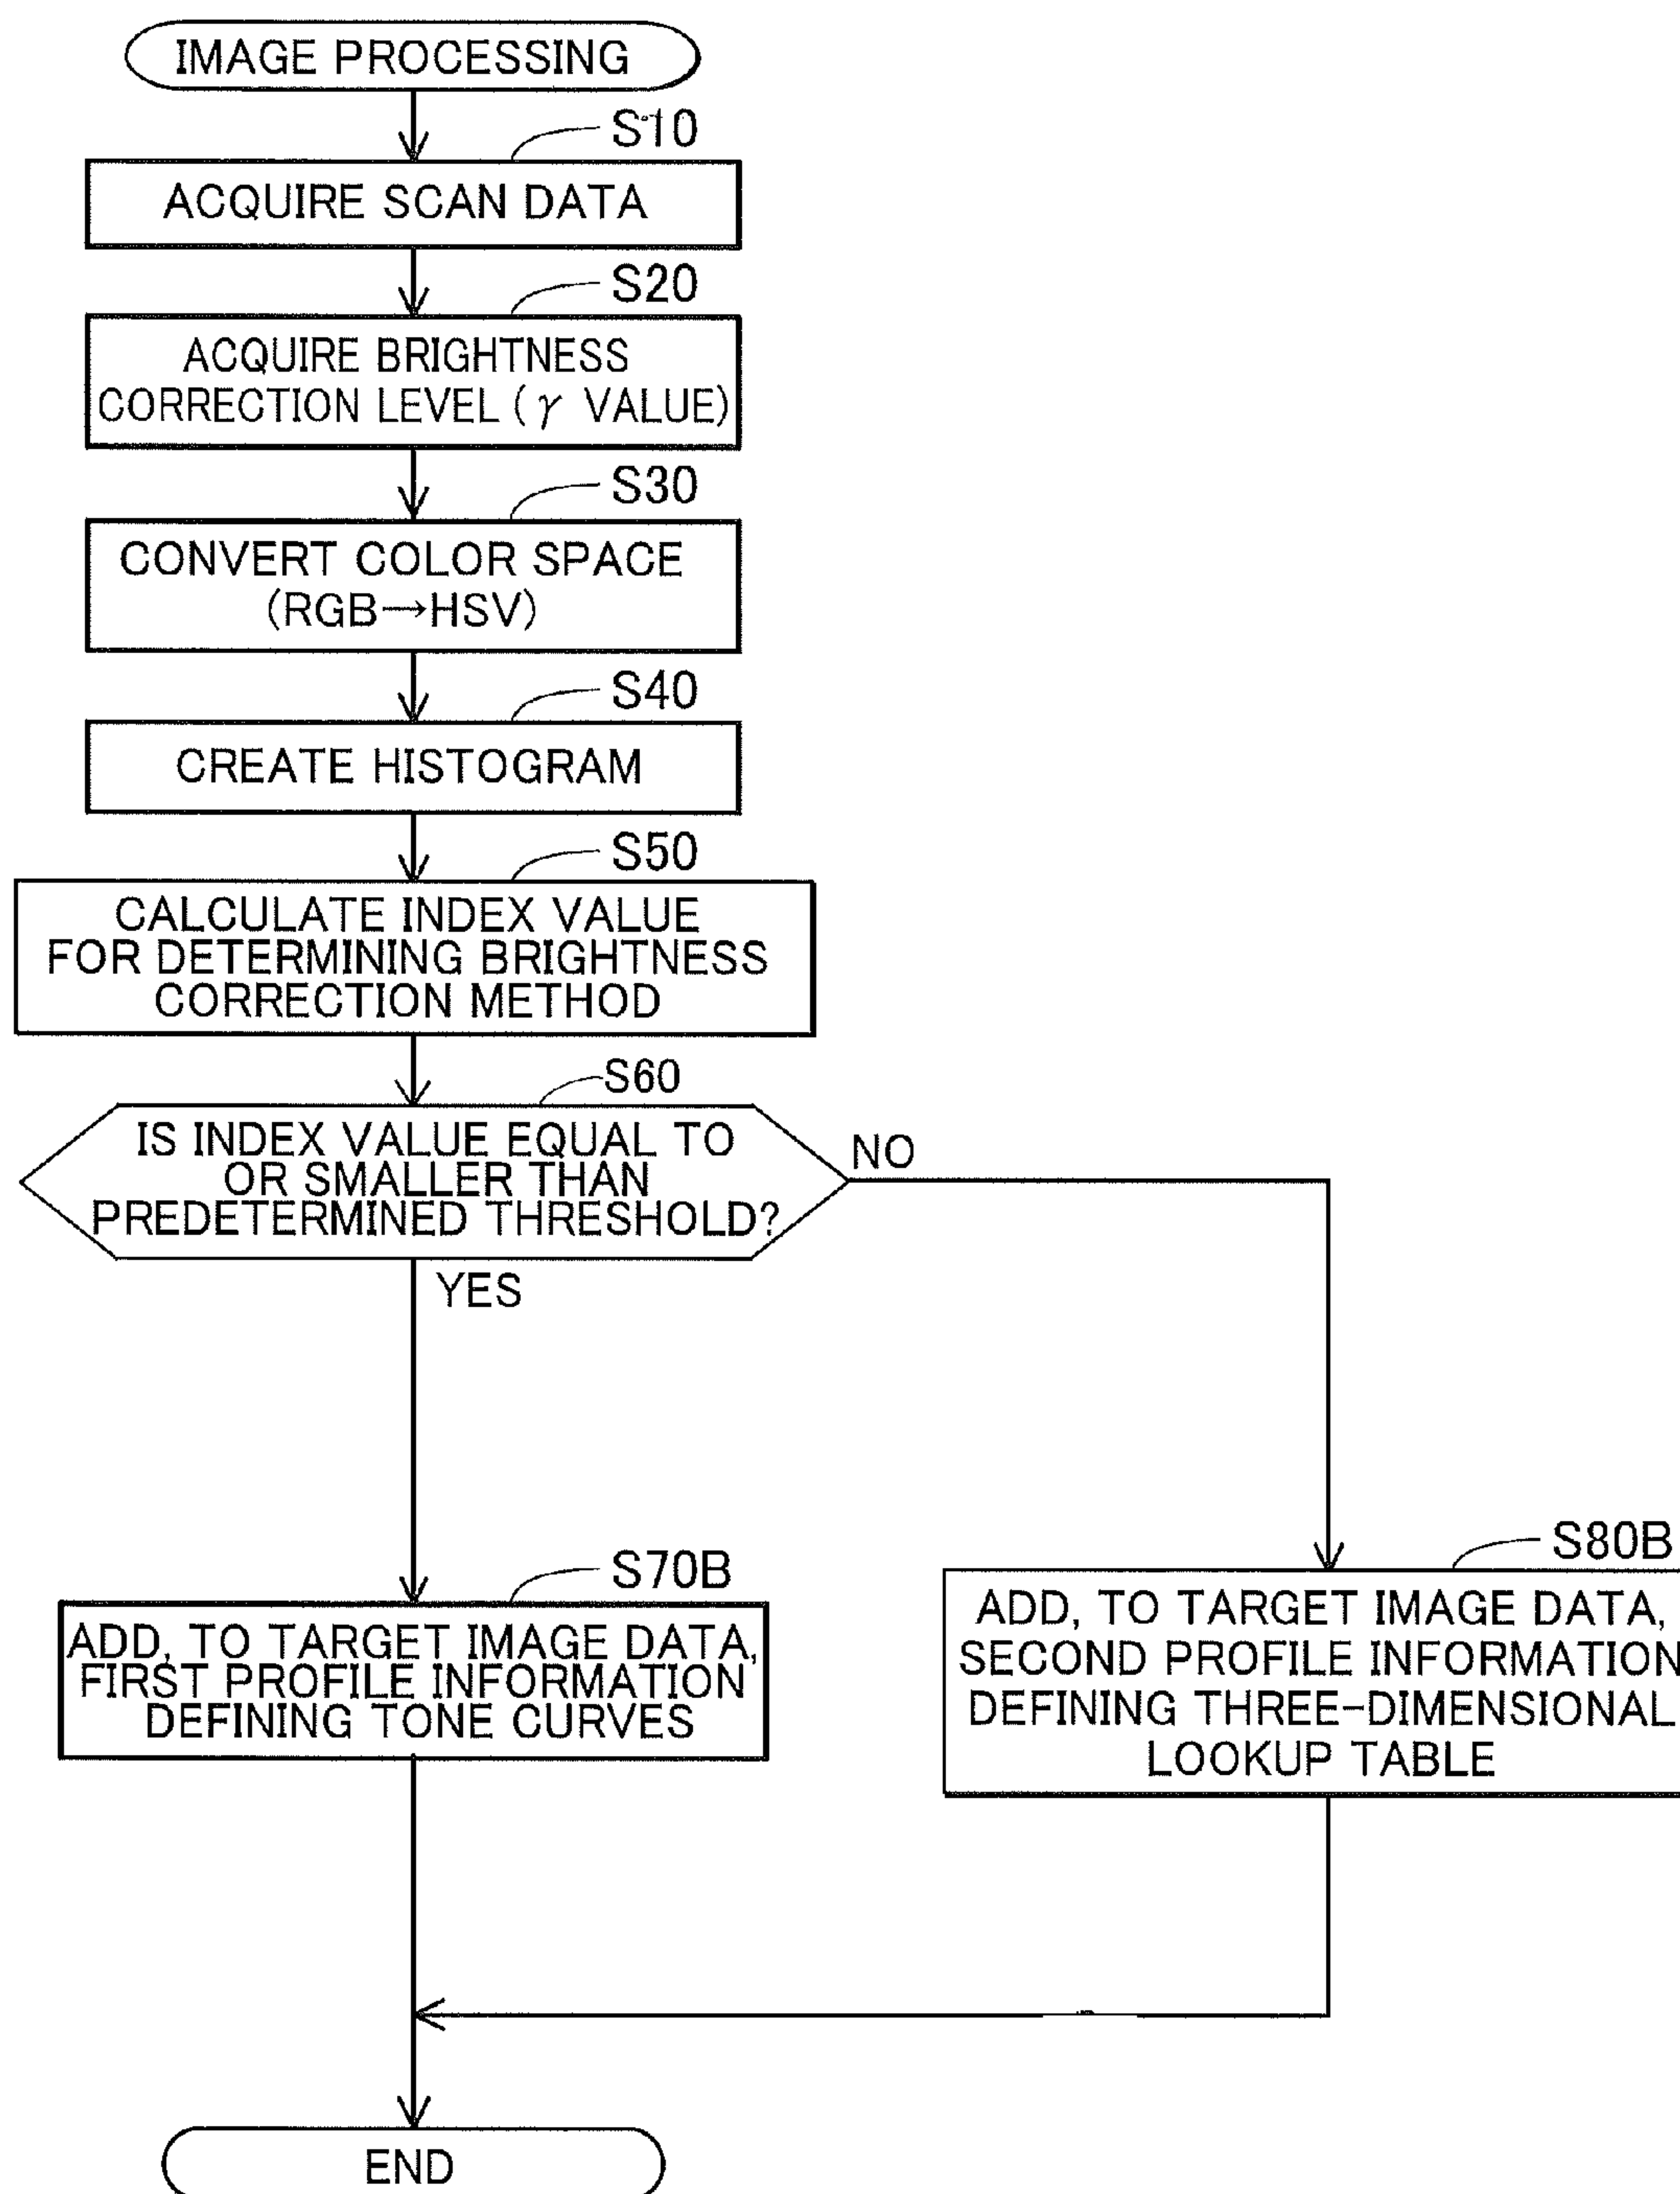 IMAGE PROCESSING
S10
ACQUIRE SCAN DATA
S20
ACQUIRE BRIGHTNESS
CORRECTION LEVEL (γ VALUE)
S30
CONVERT COLOR SPACE
(RGB→HSV)
S40
CREATE HISTOGRAM
S50
CALCULATE INDEX VALUE
FOR DETERMINING BRIGHTNESS
CORRECTION METHOD
S60
IS INDEX VALUE EQUAL TO
OR SMALLER THAN
PREDETERMINED THRESHOLD?
NO
YES
S70B
ADD, TO TARGET IMAGE DATA,
FIRST PROFILE INFORMATION
DEFINING TONE CURVES
S80B
ADD, TO TARGET IMAGE DATA,
SECOND PROFILE INFORMATION
DEFINING THREE-DIMENSIONAL
LOOKUP TABLE
END